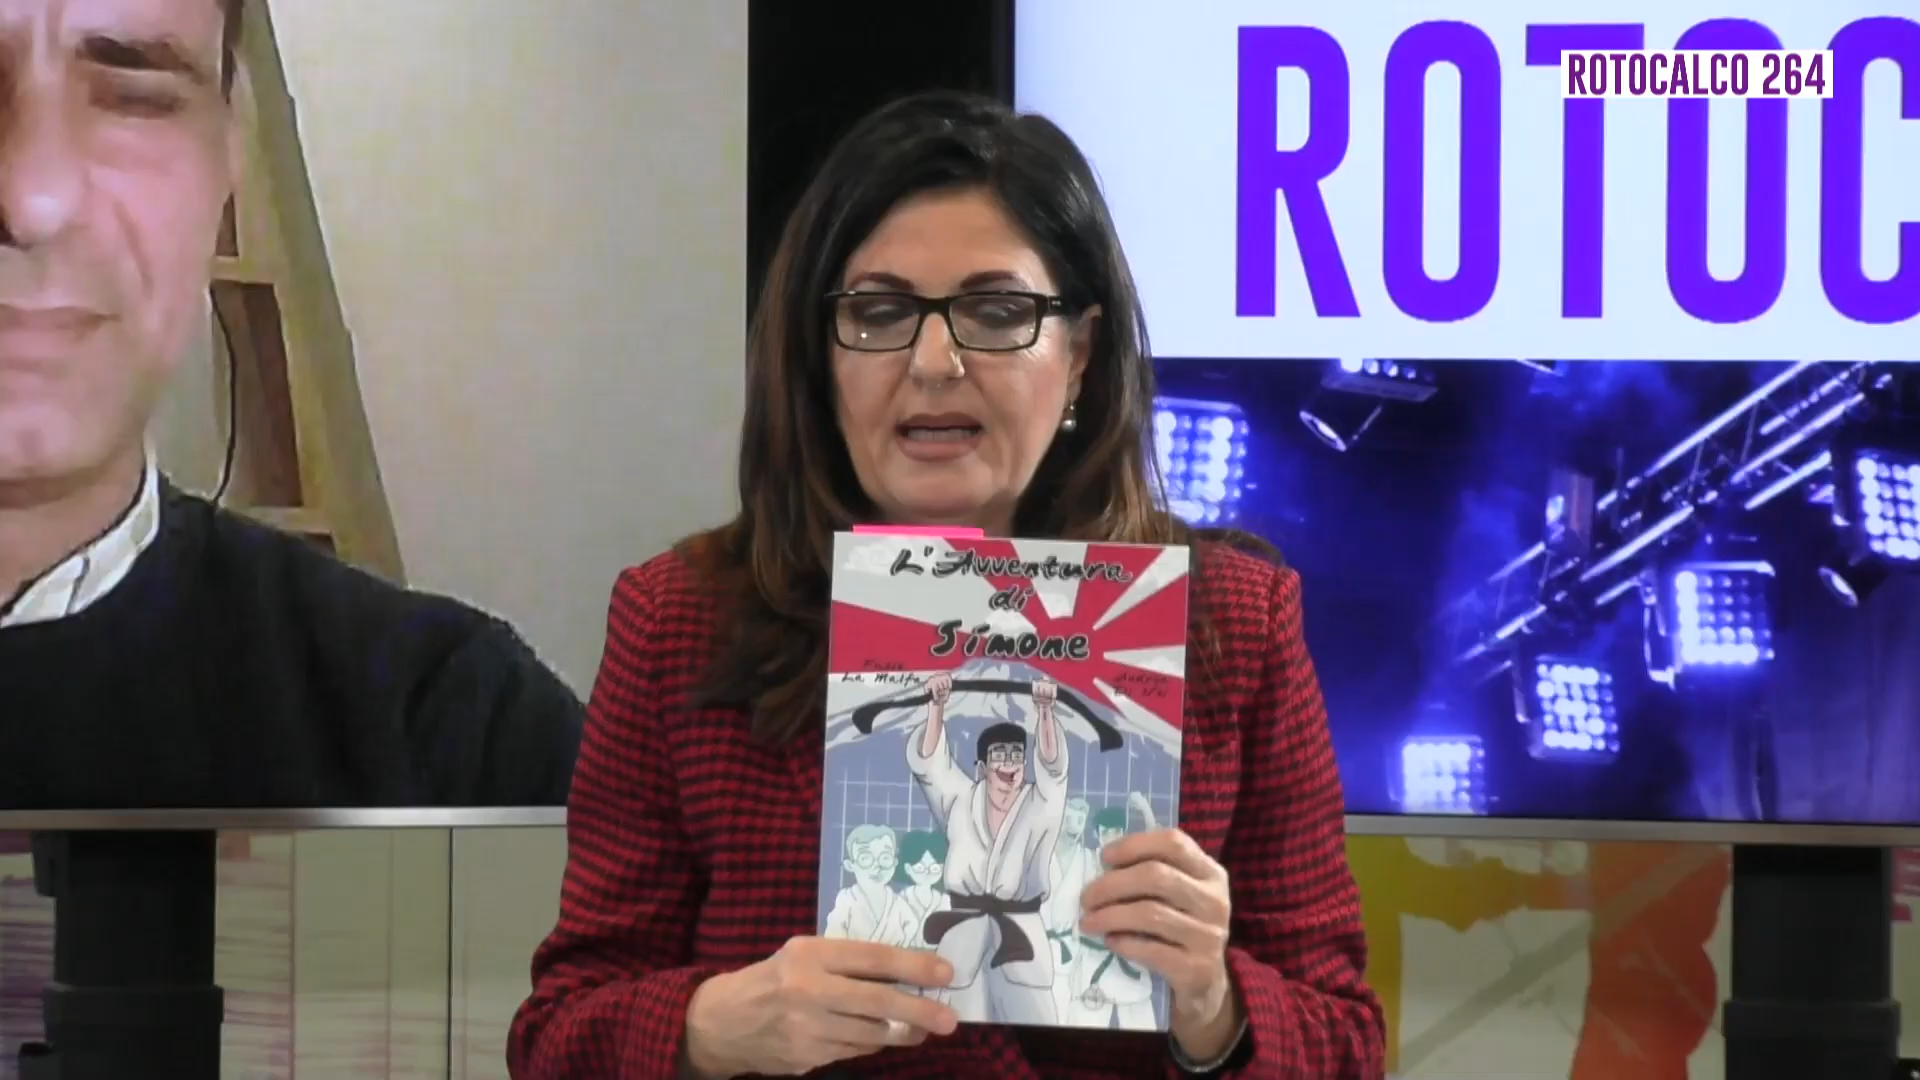 ROTOC
ROTOCALCO 264
L'Avventura
di
Simone
La Malfa